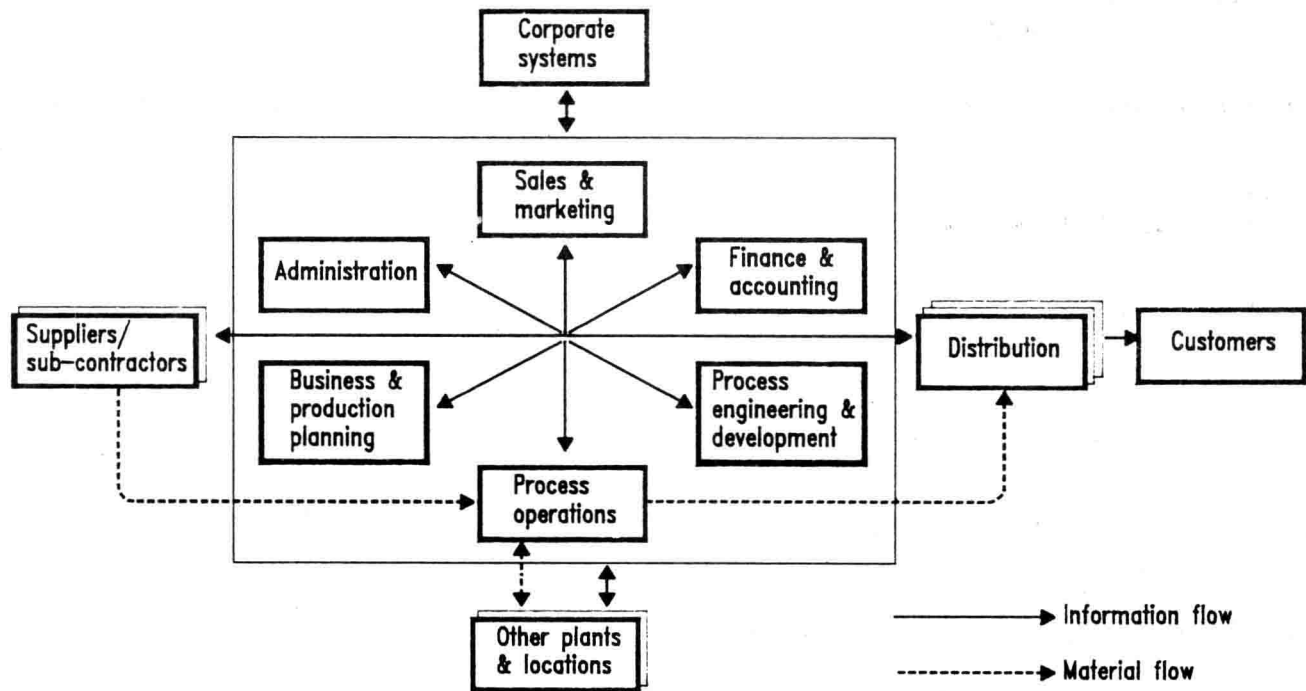 Corporate
systems
Sales &
marketing
Administration
Finance &
accounting
Suppliers/
sub-contractors
Distribution
Customers
Business &
production
planning
Process
engineering &
development
Process
operations
Other plants
& locations
Information flow
Material flow